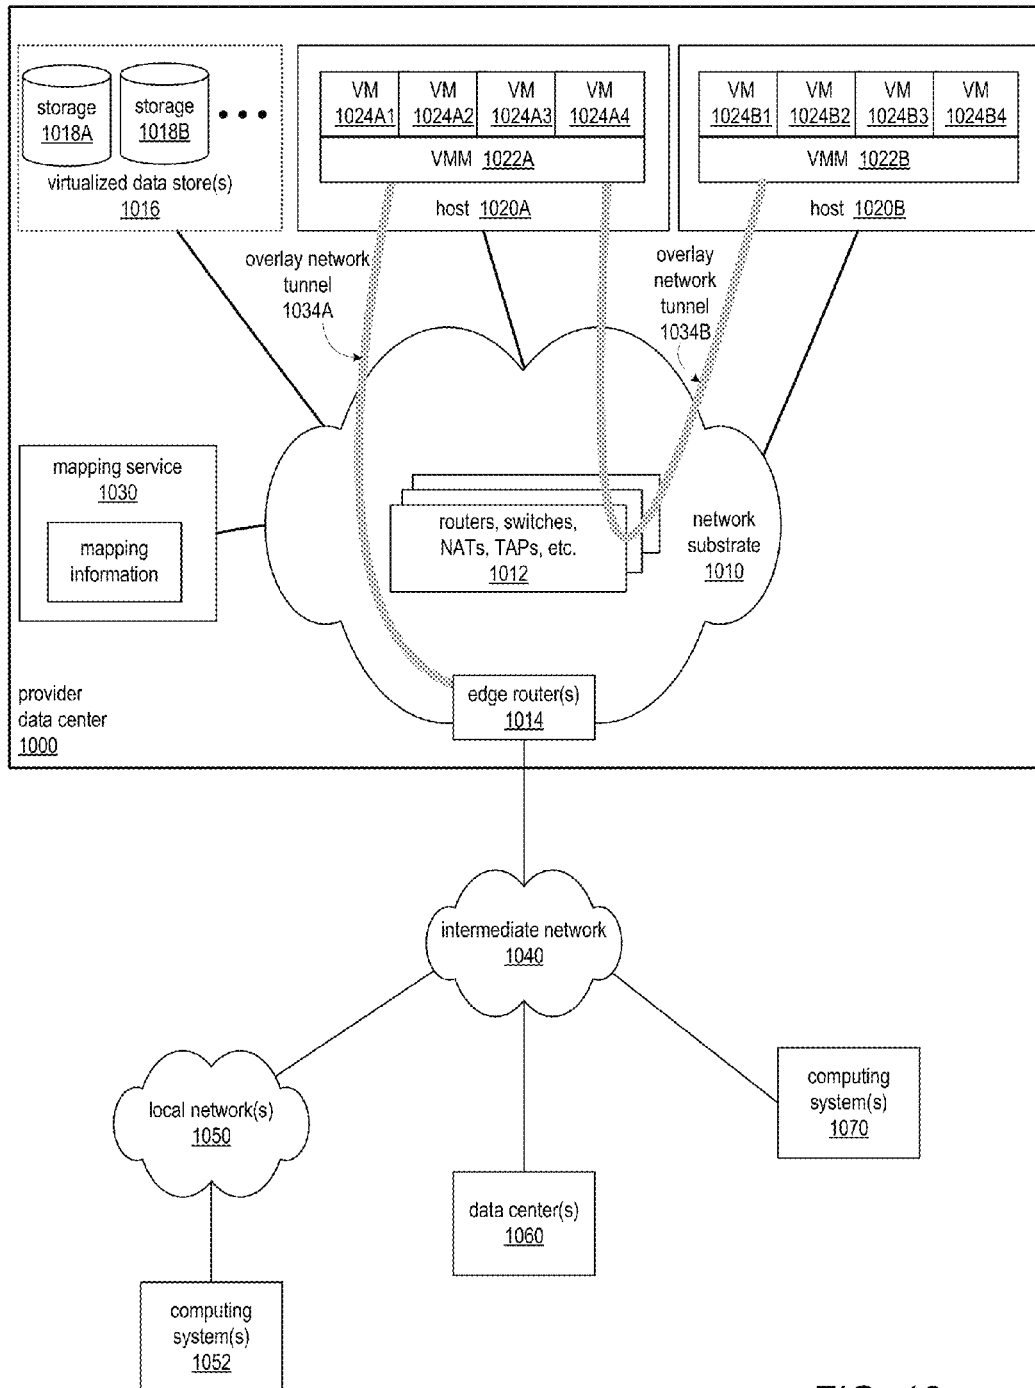 storage
1018A
storage
1018B
virtualized data store(s)
1016
VM
1024A1
VM
1024A2
VM
1024A3
VM
1024A4
VMM 1022A
host 1020A
VM
1024B1
VM
1024B2
VM
1024B3
VM
1024B4
VMM 1022B
host 1020B
overlay network
tunnel
1034A
overlay
network
tunnel
1034B
mapping service
1030
mapping
information
routers, switches,
NATs, TAPs, etc.
1012
network
substrate
1010
provider
data center
1000
edge router(s)
1014
intermediate network
1040
local network(s)
1050
computing
system(s)
1070
data center(s)
1060
computing
system(s)
1052